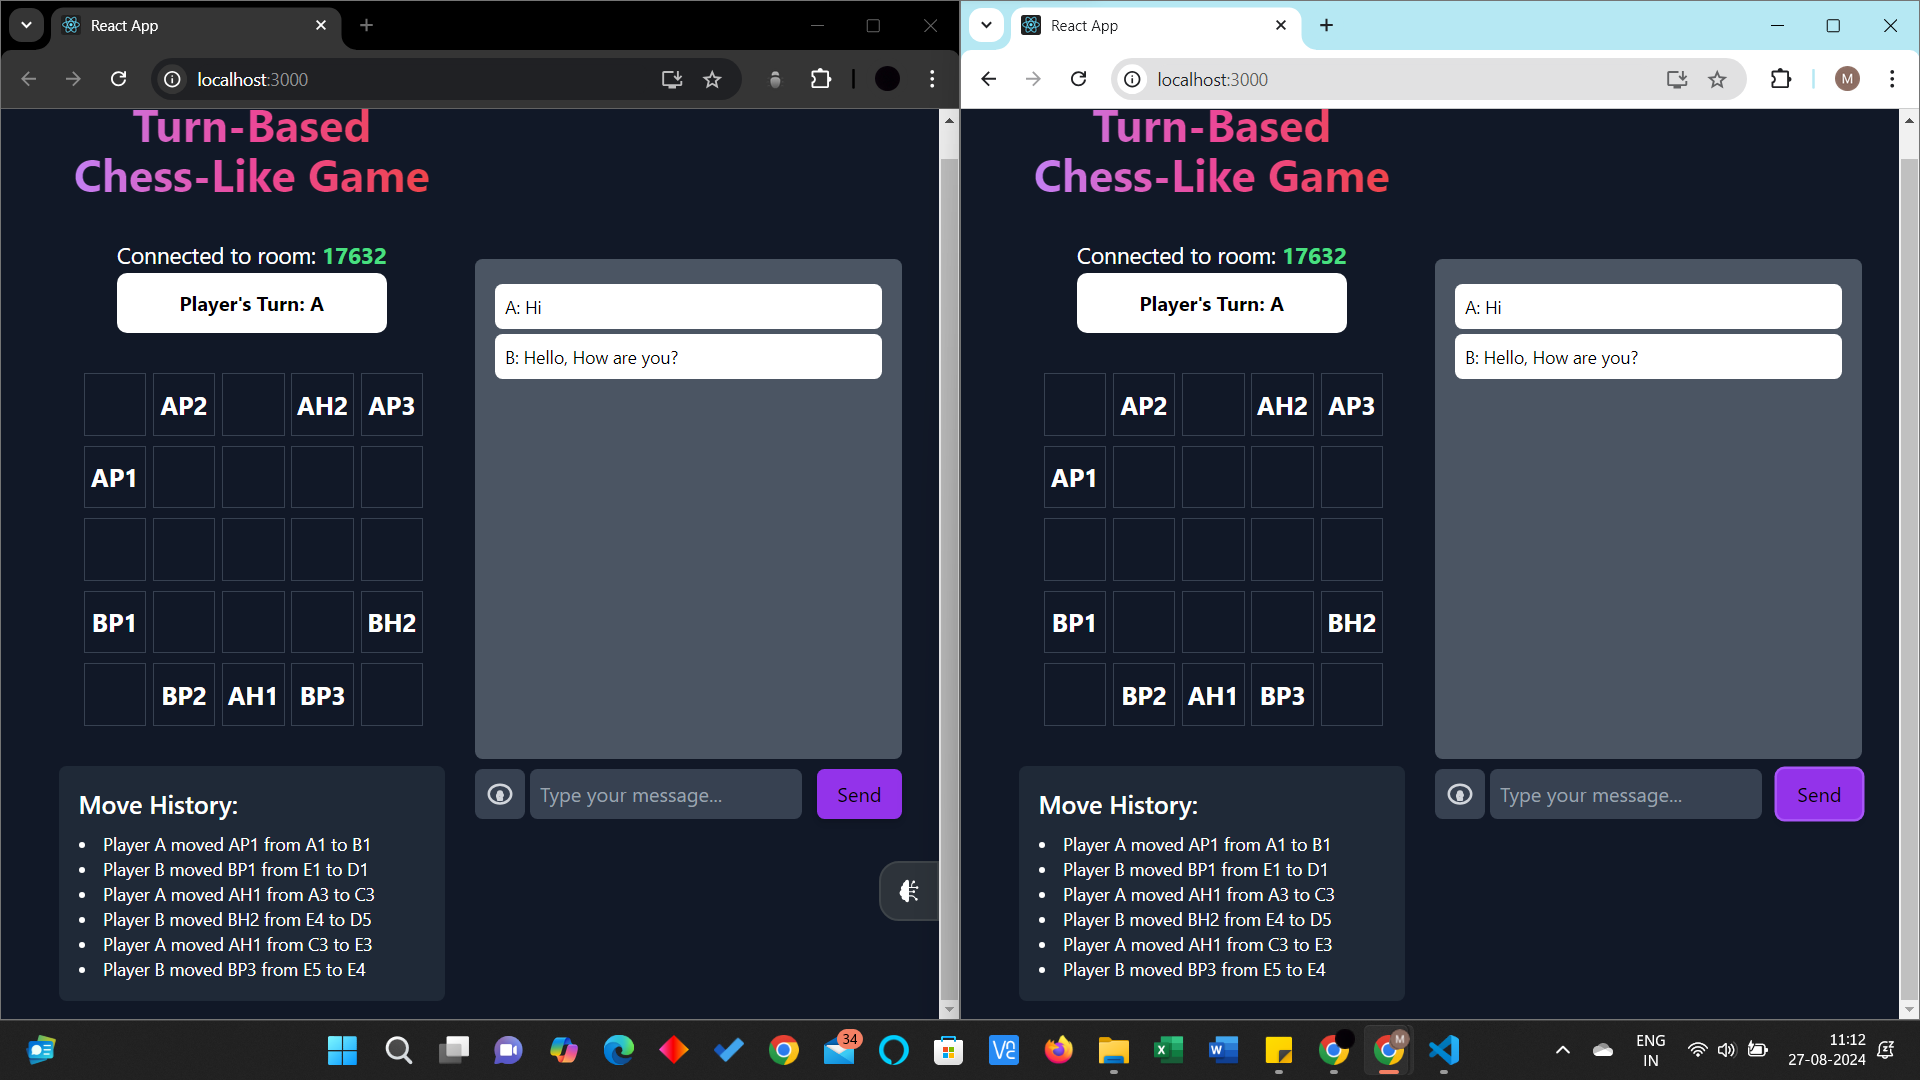 React App
localhost:3000
Turn-Based
Chess-Like Game
Connected to room: 17632
Player's Turn: A
AP2 AH2 AP3
AP1
BP1 BH2
BP2 AH1 BP3
Move History:
Player A moved AP1 from A1 to B1
Player B moved BP1 from E1 to D1
Player A moved AH1 from A3 to C3
Player B moved BH2 from E4 to D5
Player A moved AH1 from C3 to E3
Player B moved BP3 from E5 to E4
A: Hi
B: Hello, How are you?
Type your message...
Send
React App
localhost:3000
M
Turn-Based
Chess-Like Game
Connected to room: 17632
Player's Turn: A
AP2 AH2 AP3
AP1
BP1 BH2
BP2 AH1 BP3
Move History:
Player A moved AP1 from A1 to B1
Player B moved BP1 from E1 to D1
Player A moved AH1 from A3 to C3
Player B moved BH2 from E4 to D5
Player A moved AH1 from C3 to E3
Player B moved BP3 from E5 to E4
A: Hi
B: Hello, How are you?
Type your message...
Send
34
M
ENG
IN
11:12
27-08-2024